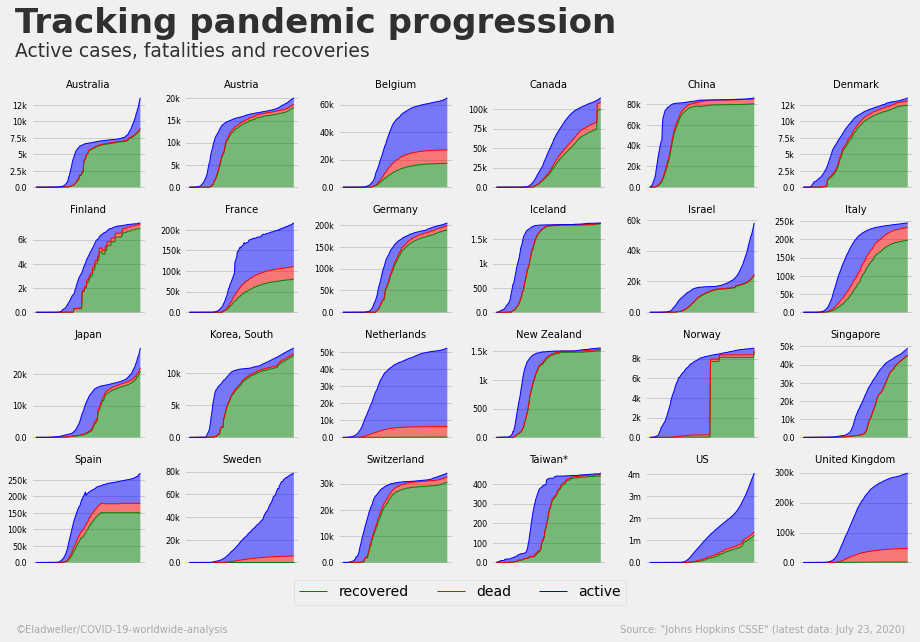 Tracking pandemic progression
Active cases, fatalities and recoveries
Australia Austria Belgium Canada China Denmark
12k
10k
7.5k
5k
2.5k
0.0
20k
15k
10k
5k
0.0
60k
40k
20k
0.0
100k
75k
50k
25k
0.0
80k
60k
40k
20k
0.0
12k
10k
7.5k
5k
2.5k
0.0
Finland France Germany Iceland Israel Italy
6k
4k
2k
0.0
200k
150k
100k
50k
0.0
200k
150k
100k
50k
0.0
1.5k
1k
500
0.0
60k
40k
20k
0.0
250k
200k
150k
100k
50k
0.0
Japan Korea, South Netherlands New Zealand Norway Singapore
20k
10k
0.0
10k
5k
0.0
50k
40k
30k
20k
10k
0.0
1.5k
1k
500
0.0
8k
6k
4k
2k
0.0
50k
40k
30k
20k
10k
0.0
Spain Sweden Switzerland Taiwan* US United Kingdom
250k
200k
150k
100k
50k
0.0
80k
60k
40k
20k
0.0
30k
20k
10k
0.0
400
300
200
100
0.0
4m
3m
2m
1m
0.0
300k
200k
100k
0.0
recovered dead active
©Eladweller/COVID-19-worldwide-analysis
Source: "Johns Hopkins CSSE" (latest data: July 23, 2020)